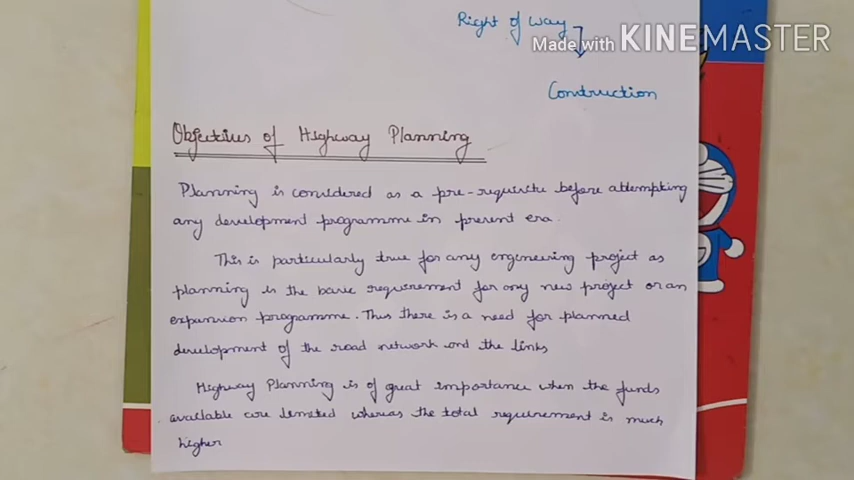 Right of Way
Made with KINEMASTER
Construction
Objectives of Highway Planning
Planning is considered as a pre-requisite before attempting
any development programme in present era.
This is particularly true for any engineering project as
planning is the basic requirement for any new project or an
expansion programme. Thus there is a need for planned
development of the road network and the links
Highway Planning is of great importance when the funds
available are limited whereas the total requirement is much
higher